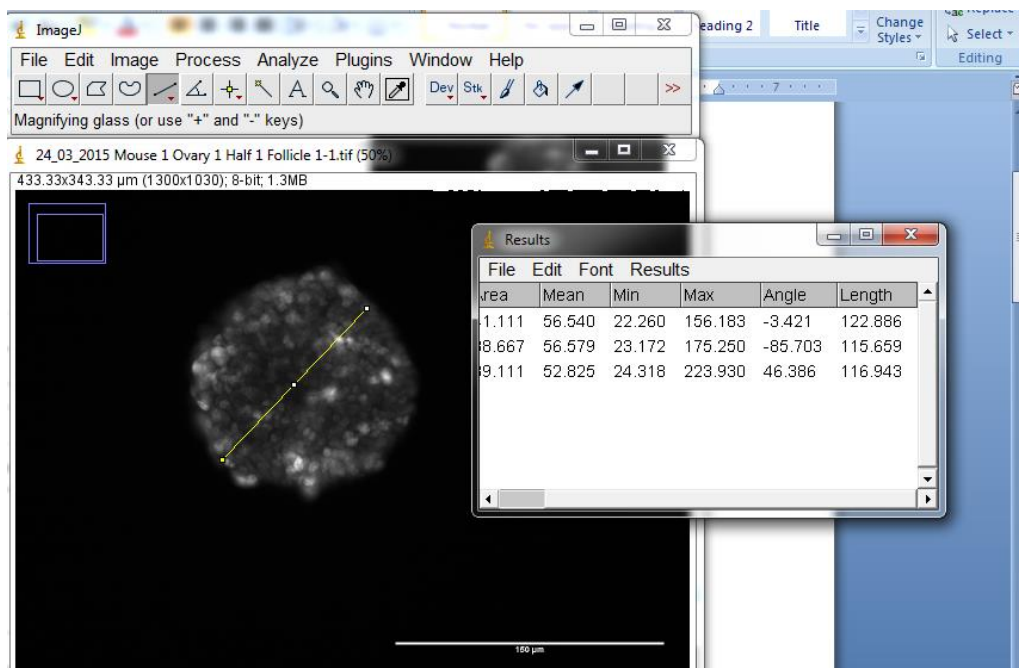 ImageJ
eading 2 Title Change Styles
Select
Editing
File Edit Image Process Analyze Plugins Window Help
A Dev Stk >>
7
Magnifying glass (or use "+" and "-" keys)
24_03_2015 Mouse 1 Ovary 1 Half 1 Follicle 1-1.tif (50%)
433.33x343.33 µm (1300x1030); 8-bit; 1.3MB
Results
File Edit Font Results
rea Mean Min Max Angle Length
1.111 56.540 22.260 156.183 -3.421 122.886
8.667 56.579 23.172 175.250 -85.703 115.659
9.111 52.825 24.318 223.930 46.386 116.943
150 µm